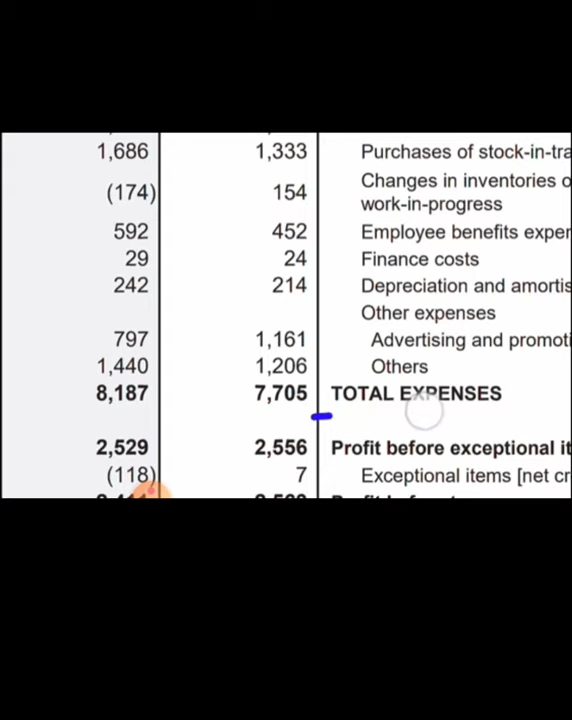 1,686 1,333 Purchases of stock-in-tra
Changes in inventories o
(174) 154 work-in-progress
592 452 Employee benefits exper
29 24 Finance costs
242 214 Depreciation and amortis
Other expenses
797 1,161 Advertising and promoti
1,440 1,206 Others
8,187 7,705 TOTAL EXPENSES
2,529 2,556 Profit before exceptional it
(118) 7 Exceptional items [net cr